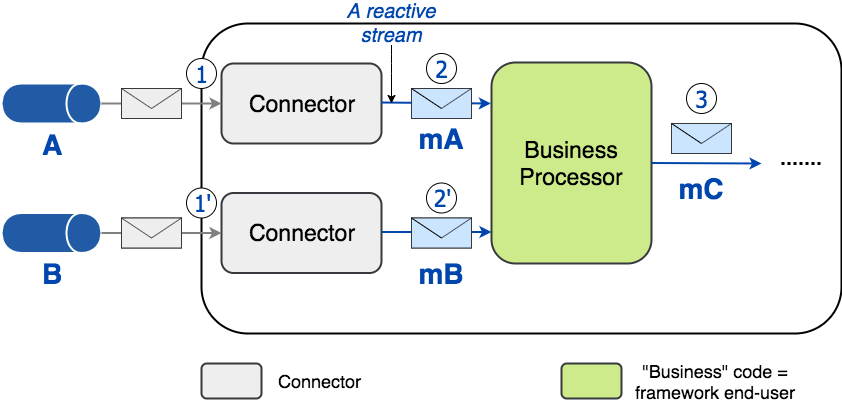 A reactive
stream
1
2
3
Connector
A
mA
Business
Processor
.......
mC
1'
2'
Connector
B
mB
Connector
"Business" code =
framework end-user